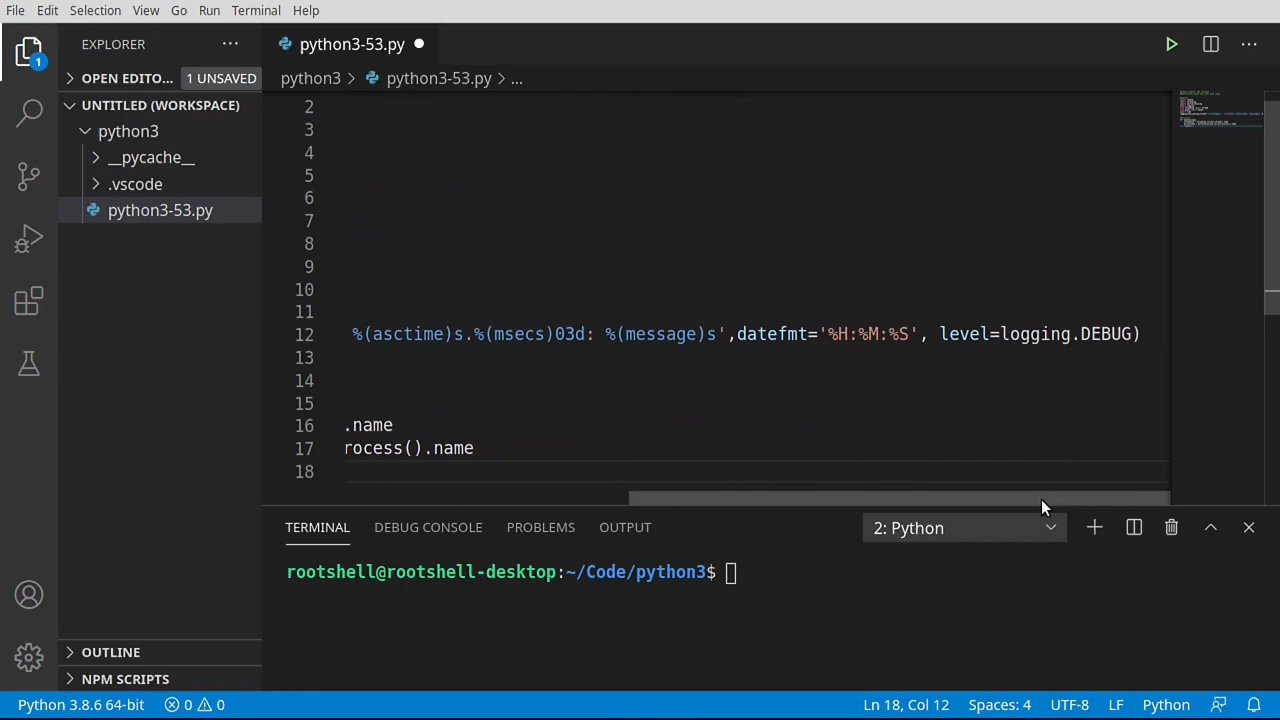 File Edit Selection View Go Run Terminal Help
EXPLORER ...
python3-53.py
1
OPEN EDITO... 1 UNSAVED
python3 > python3-53.py > ...
UNTITLED (WORKSPACE)
python3
__pycache__
.vscode
python3-53.py
2
3
4
5
6
7
8
9
10
11
12 %(asctime)s.%(msecs)03d: %(message)s',datefmt='%H:%M:%S', level=logging.DEBUG)
13
14
15
16 .name
17 rocess().name
18
TERMINAL DEBUG CONSOLE PROBLEMS OUTPUT 2: Python
rootshell@rootshell-desktop:~/Code/python3$
OUTLINE
NPM SCRIPTS
Python 3.8.6 64-bit 0 0 Ln 18, Col 12 Spaces: 4 UTF-8 LF Python